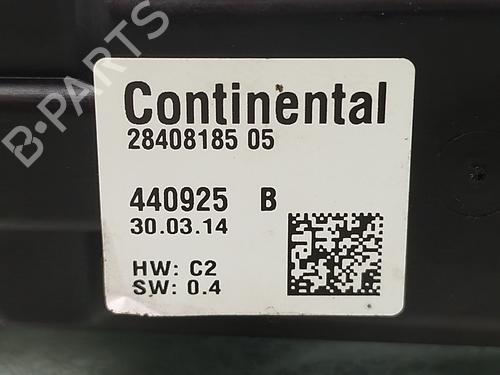 B-PARTS
Continental
28408185 05
440925 B
30.03.14
HW: C2
SW: 0.4